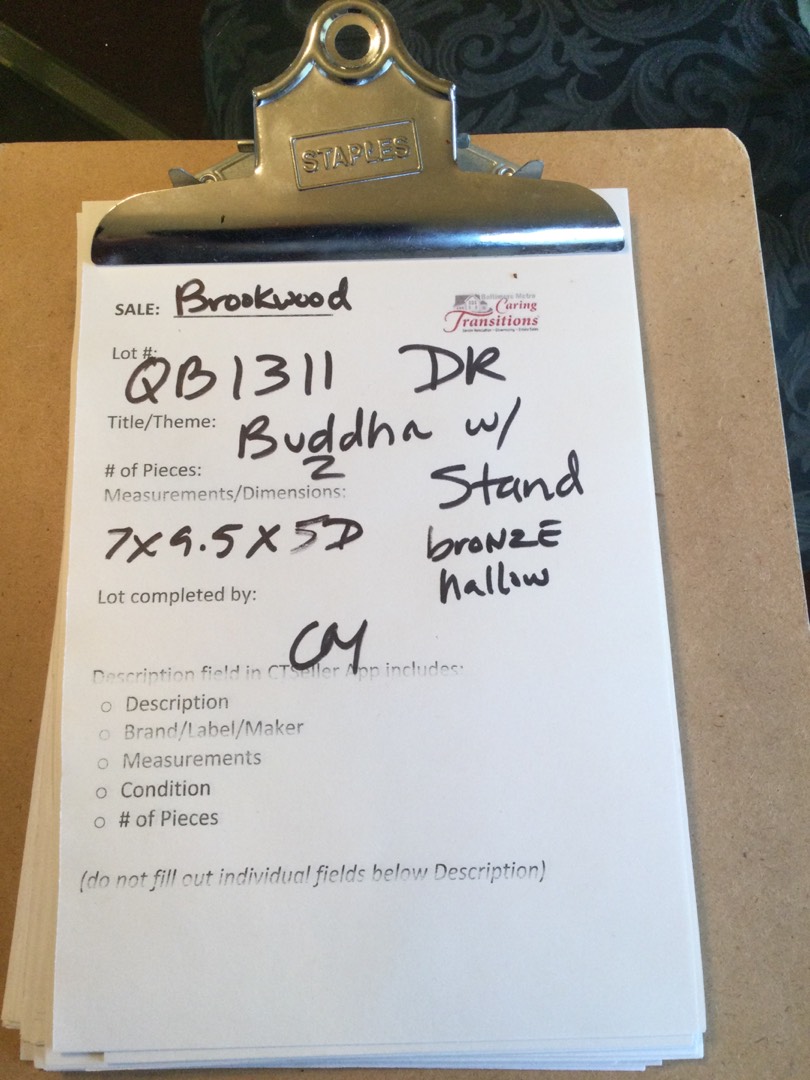 STAPLES
SALE: Brookwood
Baltimore Metro
Caring
Transitions
Lot #:
QB1311 DR
Title/Theme: Buddha w/
Stand
# of Pieces: 2
Measurements/Dimensions:
7x9.5x5D
bronze
hallow
Lot completed by:
CM
Description field in CTSeller App includes:
o Description
o Brand/Label/Maker
o Measurements
o Condition
o # of Pieces
(do not fill out individual fields below Description)